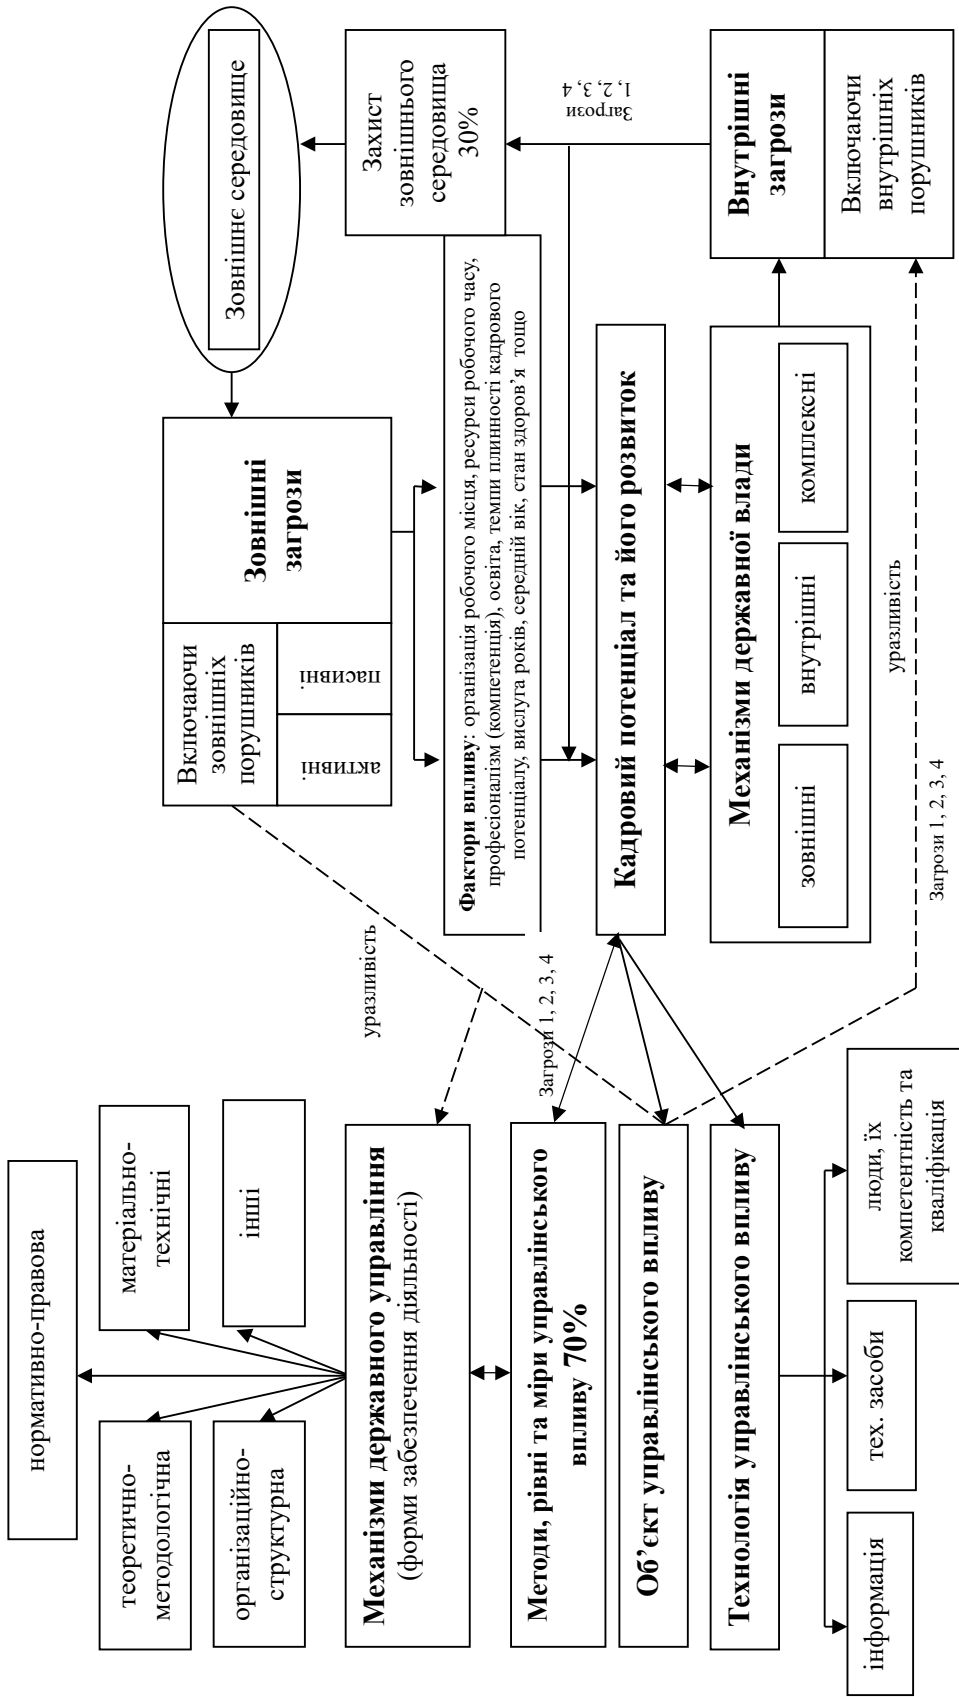 нормативно-правова
теоретично-
методологічна
матеріально-
технічні
організаційно-
структурна
інші
Механізми державного управління
(форми забезпечення діяльності)
Методи, рівні та міри управлінського
впливу 70%
Об’єкт управлінського впливу
Технологія управлінського впливу
інформація
тех. засоби
люди, їх
компетентність та
кваліфікація
уразливість
Загрози 1, 2, 3, 4
Включаючи
зовнішніх
порушників
активні
пасивні
Зовнішні
загрози
Зовнішнє середовище
Фактори впливу: організація робочого місця, ресурси робочого часу,
професіоналізм (компетенція), освіта, темпи плинності кадрового
потенціалу, вислуга років, середній вік, стан здоров’я тощо
Захист
зовнішнього
середовища
30%
Загрози
1, 2, 3, 4
Кадровий потенціал та його розвиток
Механізми державної влади
зовнішні
внутрішні
комплексні
Внутрішні
загрози
Включаючи
внутрішніх
порушників
уразливість
Загрози 1, 2, 3, 4